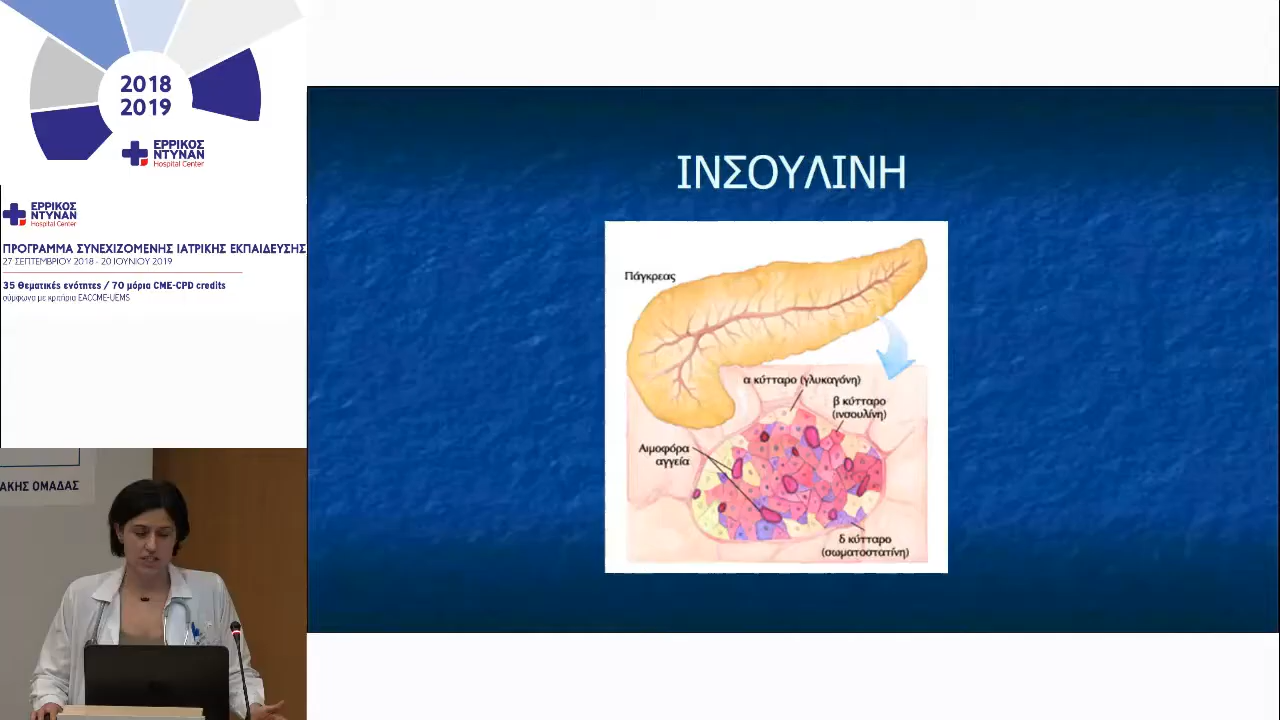 2018
2019
ΕΡΡΙΚΟΣ
ΝΤΥΝΑΝ
Hospital Center
ΕΡΡΙΚΟΣ
ΝΤΥΝΑΝ
Hospital Center
ΠΡΟΓΡΑΜΜΑ ΣΥΝΕΧΙΖΟΜΕΝΗΣ ΙΑΤΡΙΚΗΣ ΕΚΠΑΙΔΕΥΣΗΣ
27 ΣΕΠΤΕΜΒΡΙΟΥ 2018 - 20 ΙΟΥΝΙΟΥ 2019
35 Θεματικές ενότητες / 70 μόρια CME-CPD credits
σύμφωνα με κριτήρια EACCME-UEMS
ΑΚΗΣ ΟΜΑΔΑΣ
ΙΝΣΟΥΛΙΝΗ
Πάγκρεας
α κύτταρο (γλυκαγόνη)
β κύτταρο
(ινσουλίνη)
Αιμοφόρα
αγγεία
δ κύτταρο
(σωματοστατίνη)